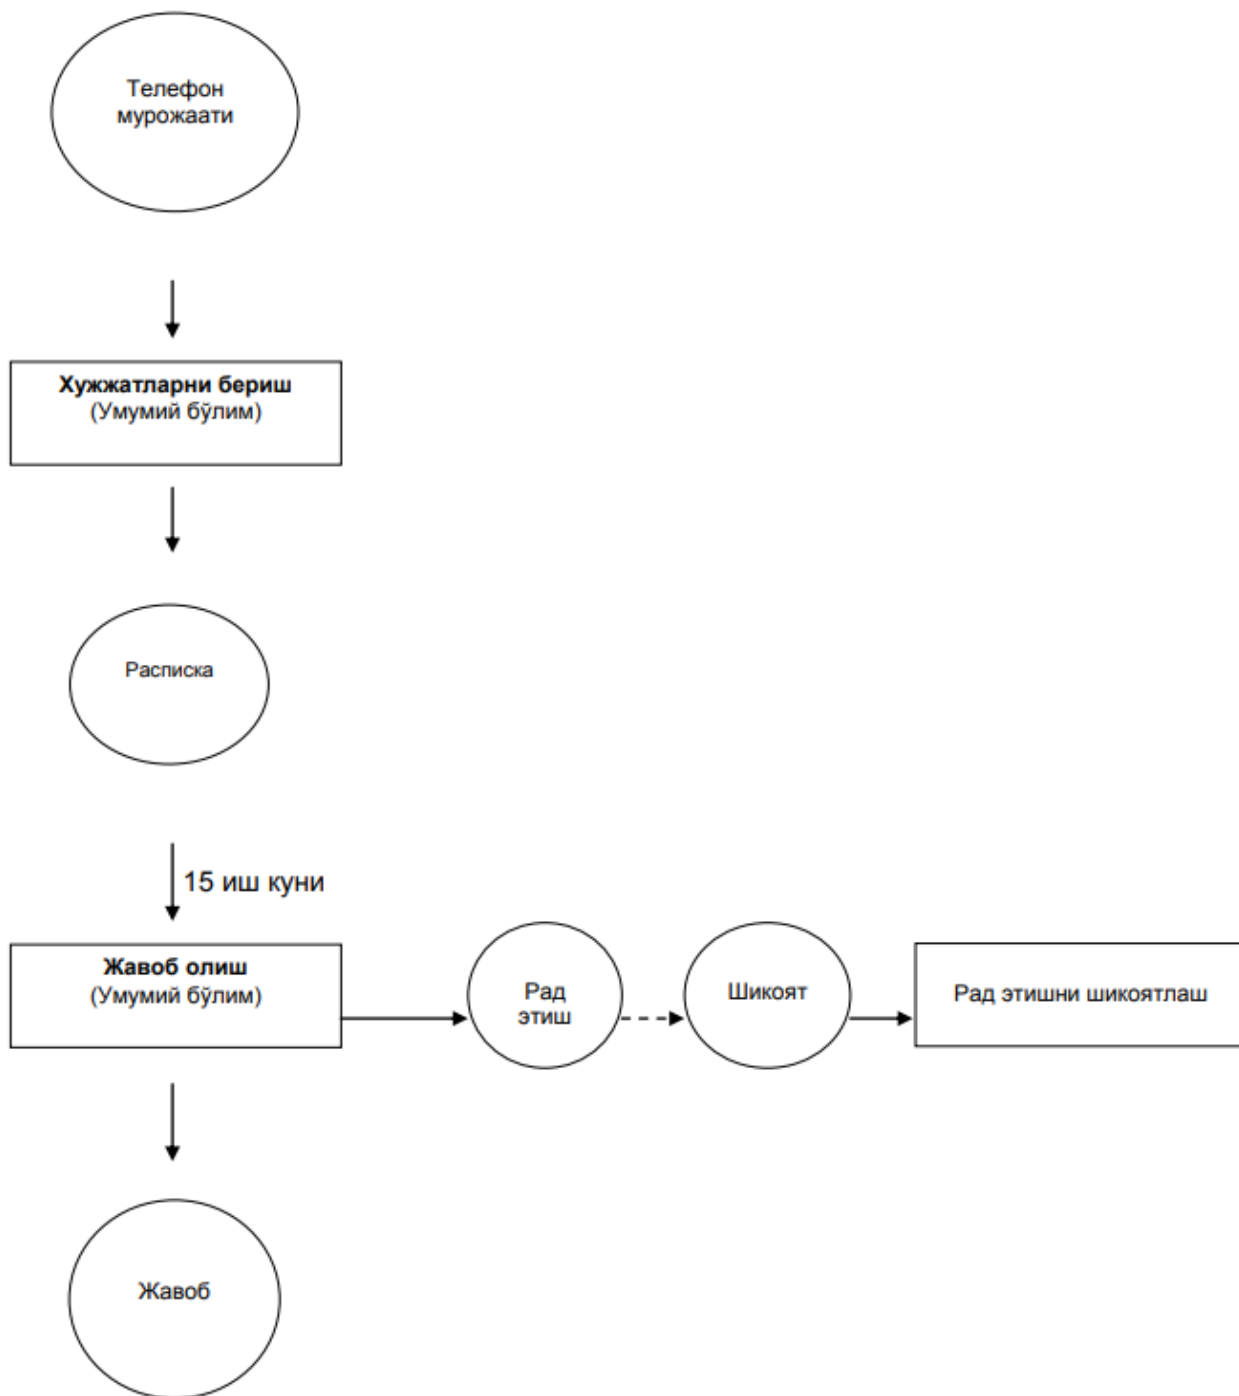 Телефон
мурожаати
Хужжатларни бериш
(Умумий бўлим)
Расписка
15 иш куни
Жавоб олиш
(Умумий бўлим)
Рад
этиш
Шикоят
Рад этишни шикоятлаш
Жавоб